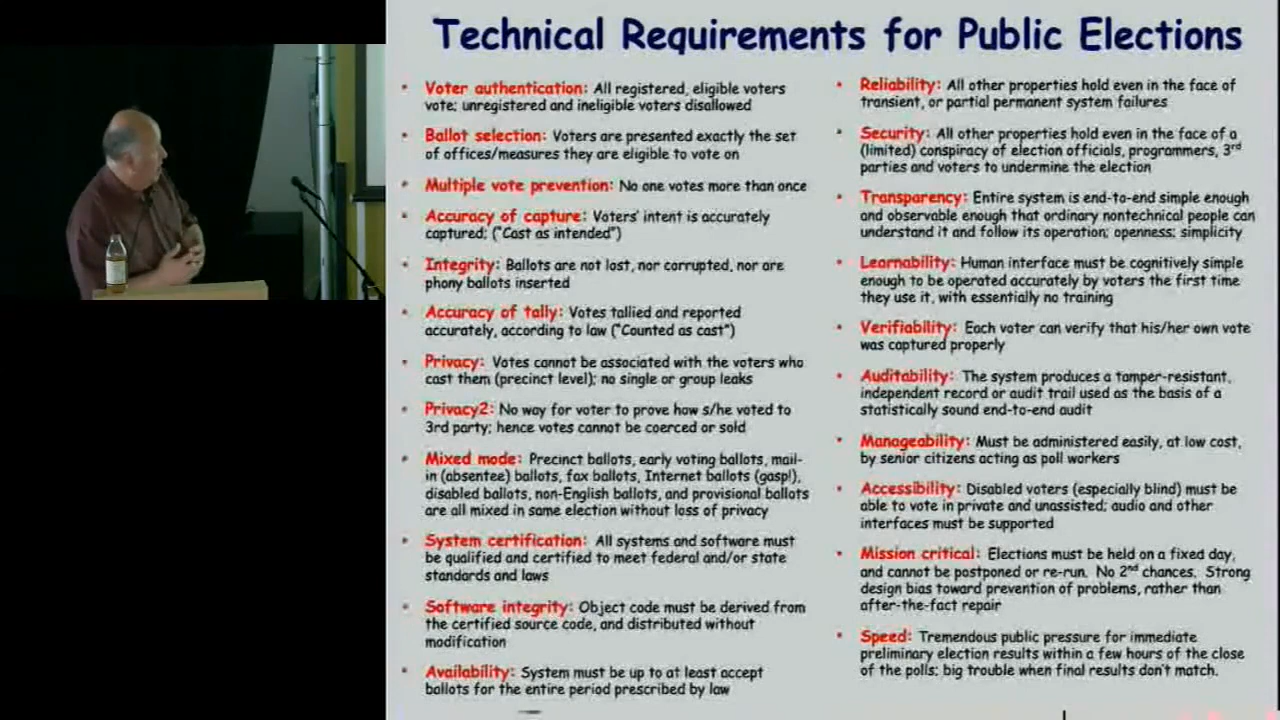 Technical Requirements for Public Elections
• Voter authentication: All registered, eligible voters
vote; unregistered and ineligible voters disallowed
• Ballot selection: Voters are presented exactly the set
of offices/measures they are eligible to vote on
• Multiple vote prevention: No one votes more than once
• Accuracy of capture: Voters' intent is accurately
captured; ("Cast as intended")
• Integrity: Ballots are not lost, nor corrupted, nor are
phony ballots inserted
• Accuracy of tally: Votes tallied and reported
accurately, according to law ("Counted as cast")
• Privacy: Votes cannot be associated with the voters who
cast them (precinct level); no single or group leaks
• Privacy2: No way for voter to prove how s/he voted to
3rd party; hence votes cannot be coerced or sold
• Mixed mode: Precinct ballots, early voting ballots, mail-
in (absentee) ballots, fax ballots, Internet ballots (gasp!),
disabled ballots, non-English ballots, and provisional ballots
are all mixed in same election without loss of privacy
• System certification: All systems and software must
be qualified and certified to meet federal and/or state
standards and laws
• Software integrity: Object code must be derived from
the certified source code, and distributed without
modification
• Availability: System must be up to at least accept
ballots for the entire period prescribed by law
• Reliability: All other properties hold even in the face of
transient, or partial permanent system failures
• Security: All other properties hold even in the face of a
(limited) conspiracy of election officials, programmers, 3rd
parties and voters to undermine the election
• Transparency: Entire system is end-to-end simple enough
and observable enough that ordinary nontechnical people can
understand it and follow its operation; openness; simplicity
• Learnability: Human interface must be cognitively simple
enough to be operated accurately by voters the first time
they use it, with essentially no training
• Verifiability: Each voter can verify that his/her own vote
was captured properly
• Auditability: The system produces a tamper-resistant,
independent record or audit trail used as the basis of a
statistically sound end-to-end audit
• Manageability: Must be administered easily, at low cost,
by senior citizens acting as poll workers
• Accessibility: Disabled voters (especially blind) must be
able to vote in private and unassisted; audio and other
interfaces must be supported
• Mission critical: Elections must be held on a fixed day,
and cannot be postponed or re-run. No 2nd chances. Strong
design bias toward prevention of problems, rather than
after-the-fact repair
• Speed: Tremendous public pressure for immediate
preliminary election results within a few hours of the close
of the polls; big trouble when final results don't match.